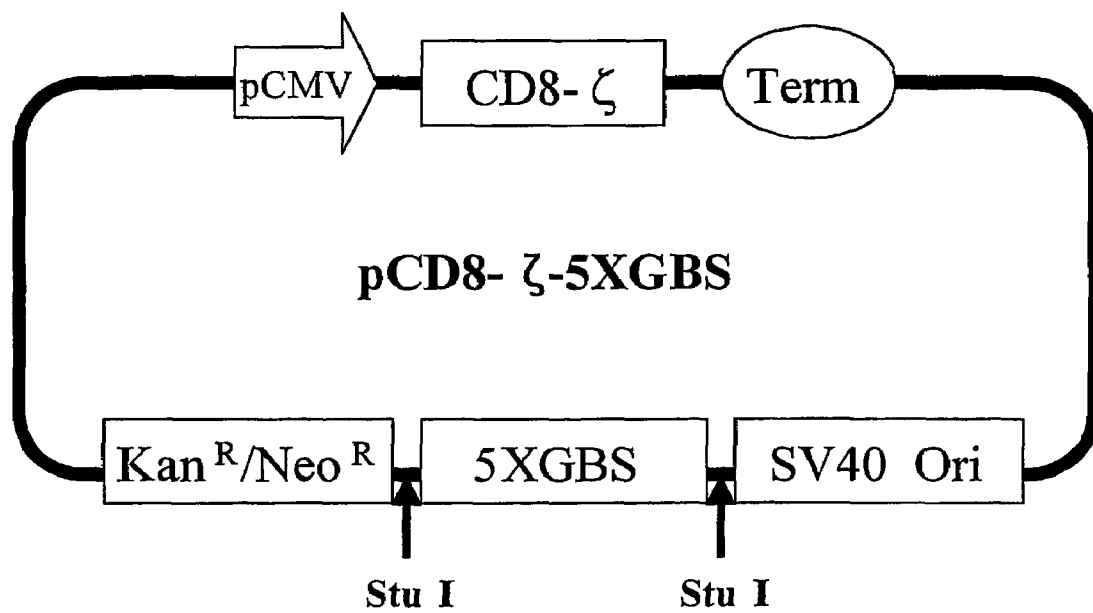 pCMV
CD8- ζ
Term
pCD8- ζ-5XGBS
Kan R/Neo R
5XGBS
SV40 Ori
Stu I
Stu I